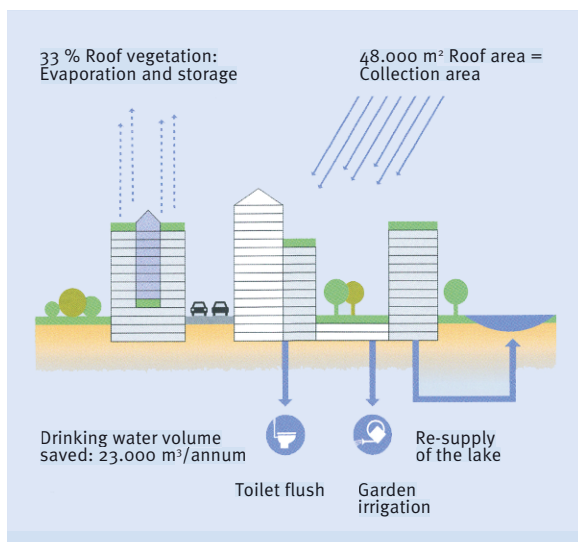 33 % Roof vegetation:
Evaporation and storage
48.000 m² Roof area =
Collection area
Drinking water volume
saved: 23.000 m³/annum
Toilet flush
Garden
irrigation
Re-supply
of the lake